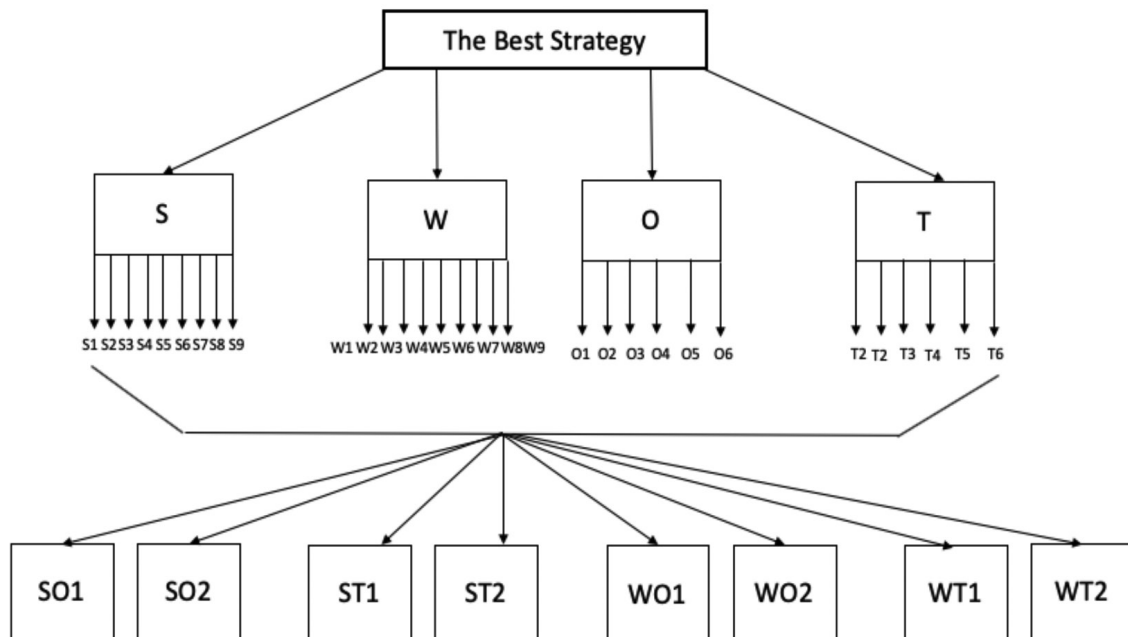 The Best Strategy
S W O T
S1 S2 S3 S4 S5 S6 S7 S8 S9 W1 W2 W3 W4 W5 W6 W7 W8 W9 O1 O2 O3 O4 O5 O6 T2 T2 T3 T4 T5 T6
SO1 SO2 ST1 ST2 WO1 WO2 WT1 WT2